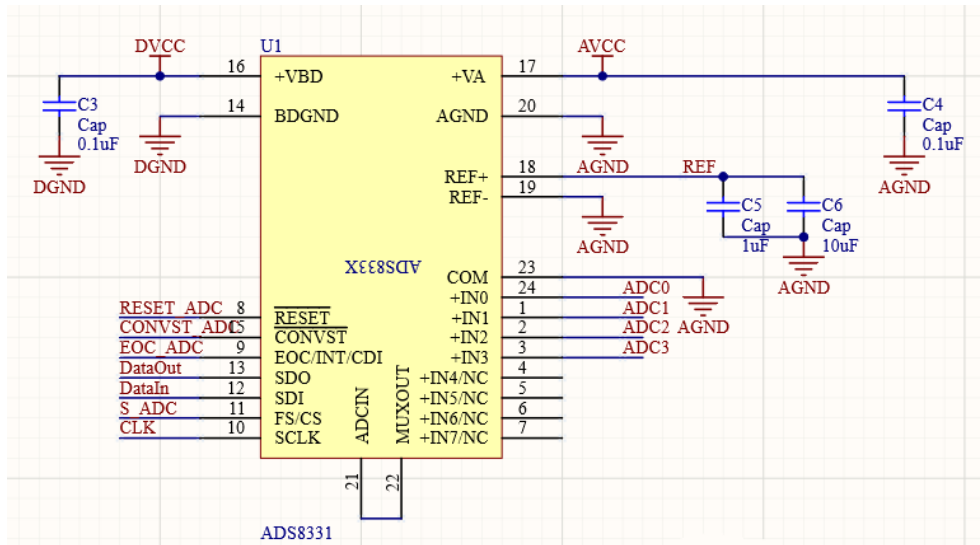 DVCC
U1
AVCC
16
+VBD
+VA
17
C3
Cap
0.1uF
14
BDGND
AGND
20
C4
Cap
0.1uF
DGND
DGND
AGND
AGND
REF+
18
REF
REF-
19
C5
Cap
1uF
C6
Cap
10uF
AGND
AGND
ADS833X
COM
23
+IN0
24
ADC0
AGND
RESET_ADC
8
RESET
+IN1
1
ADC1
CONVST_ADC
15
CONVST
+IN2
2
ADC2
EOC_ADC
9
EOC/INT/CDI
+IN3
3
ADC3
DataOut
13
SDO
+IN4/NC
4
DataIn
12
SDI
+IN5/NC
5
S_ADC
11
FS/CS
+IN6/NC
6
CLK
10
SCLK
+IN7/NC
7
ADCIN
MUXOUT
21
22
ADS8331